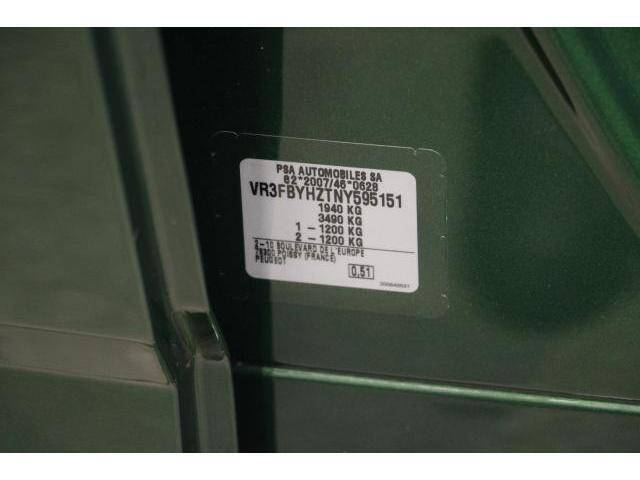 PSA AUTOMOBILES SA
e2*2007/46*0628
VR3FBYHZTNY595151
1940 KG
3490 KG
1 - 1200 KG
2 - 1200 KG
2-10 BOULEVARD DE L'EUROPE
78300 POISSY (FRANCE)
PEUGEOT
0.51